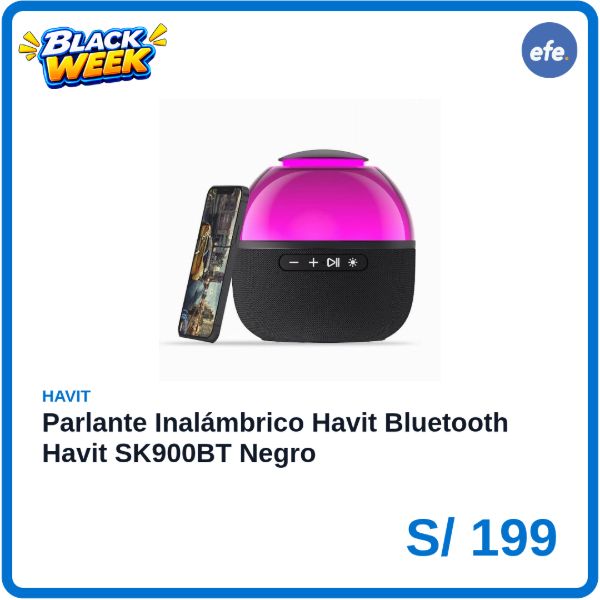 BLACK
WEEK
efe.
HAVIT
Parlante Inalámbrico Havit Bluetooth
Havit SK900BT Negro
S/ 199